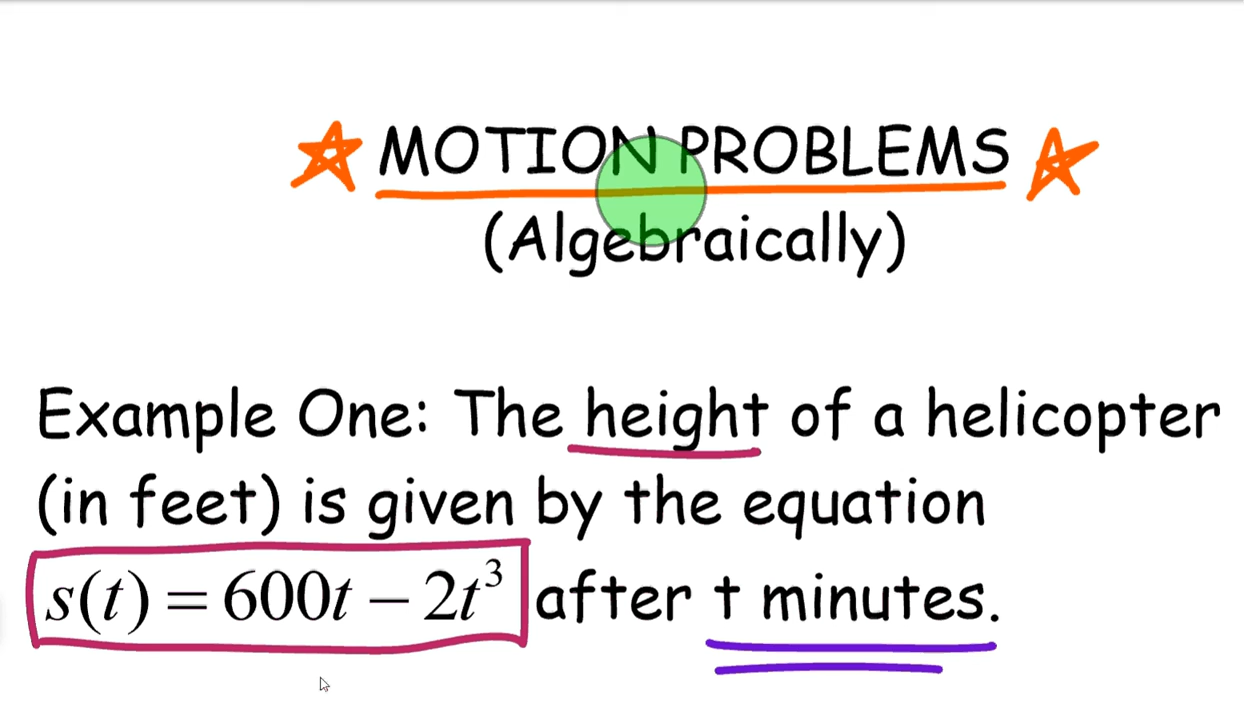 MOTION PROBLEMS
(Algebraically)
Example One: The height of a helicopter
(in feet) is given by the equation
s(t) = 600t − 2t³ after t minutes.